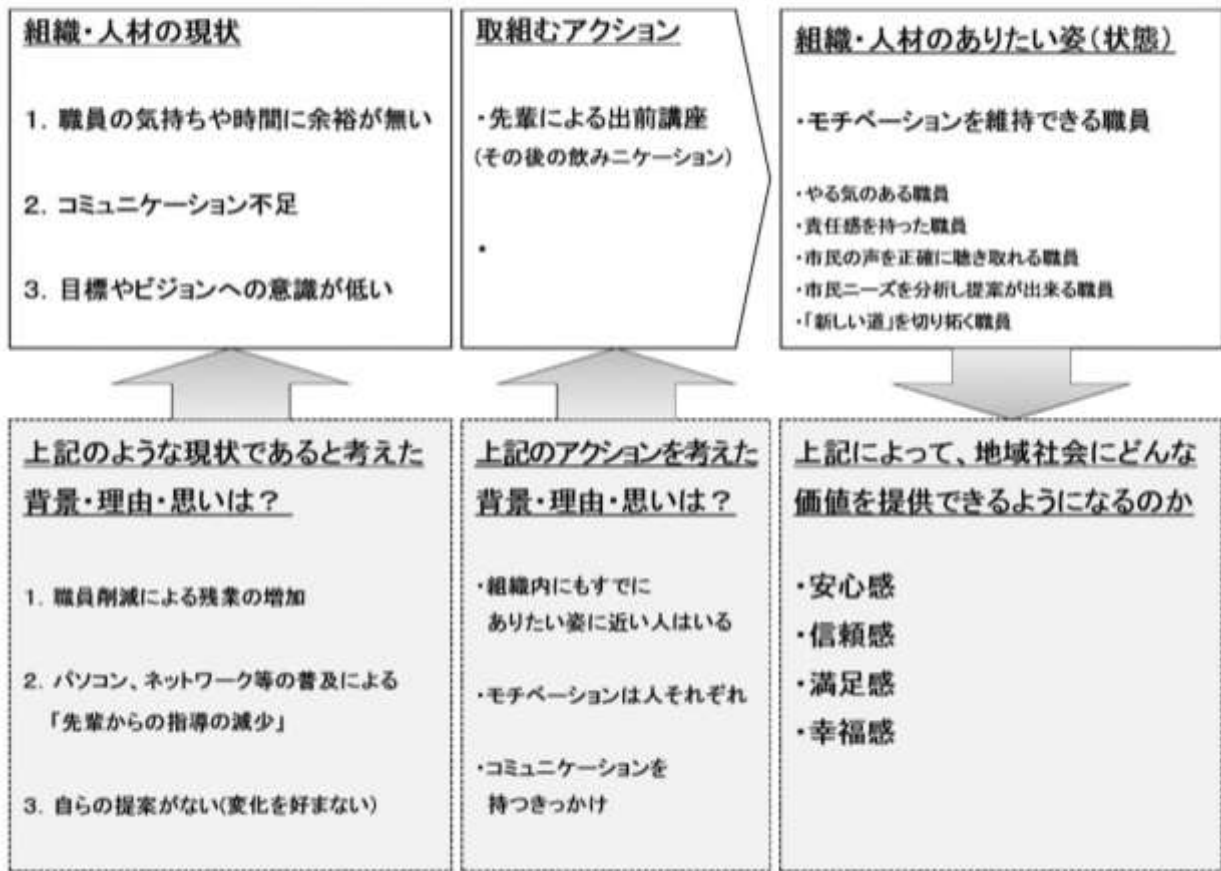 組織・人材の現状
1. 職員の気持ちや時間に余裕が無い
2. コミュニケーション不足
3. 目標やビジョンへの意識が低い
取組むアクション
・先輩による出前講座
(その後の飲みニケーション)
・
組織・人材のありたい姿(状態)
・モチベーションを維持できる職員
・やる気のある職員
・責任感を持った職員
・市民の声を正確に聴き取れる職員
・市民ニーズを分析し提案が出来る職員
・「新しい道」を切り拓く職員
上記のような現状であると考えた
背景・理由・思いは?
1. 職員削減による残業の増加
2. パソコン、ネットワーク等の普及による
「先輩からの指導の減少」
3. 自らの提案がない(変化を好まない)
上記のアクションを考えた
背景・理由・思いは?
・組織内にもすでに
ありたい姿に近い人はいる
・モチベーションは人それぞれ
・コミュニケーションを
持つきっかけ
上記によって、地域社会にどんな
価値を提供できるようになるのか
・安心感
・信頼感
・満足感
・幸福感